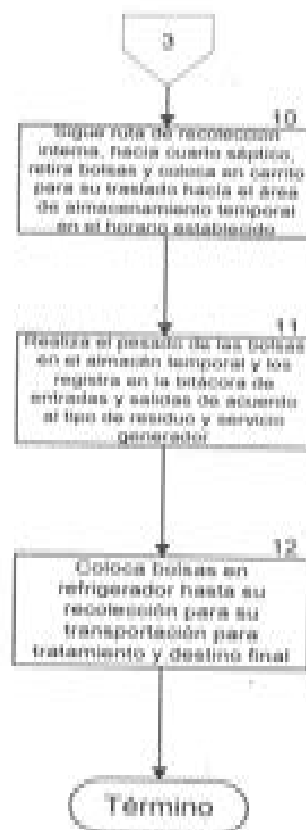 3
10
Sigue ruta de recolección
interna, hacia cuarto séptico,
retira bolsas y coloca en carrito
para su traslado hacia el área
de almacenamiento temporal
en el horario establecido
11
Realiza el pesado de las bolsas
en el almacén temporal y los
registra en la bitácora de
entradas y salidas de acuerdo
al tipo de residuo y servicio
generador
12
Coloca bolsas en
refrigerador hasta su
recolección para su
transportación para
tratamiento y destino final
Término